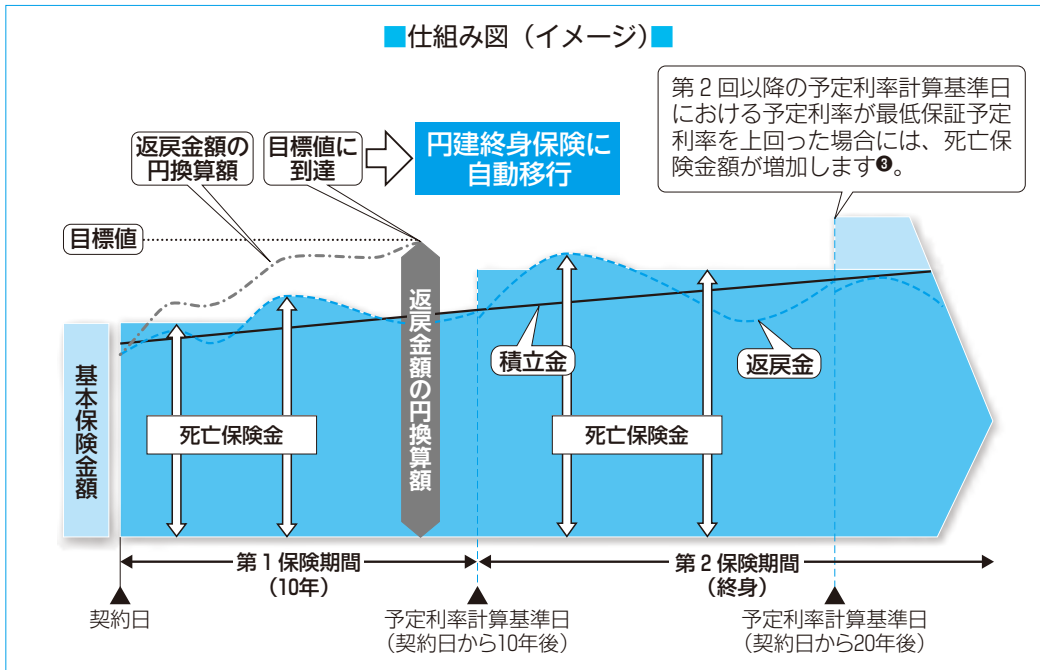 ■仕組み図（イメージ）■
第2回以降の予定利率計算基準日
における予定利率が最低保証予定
利率を上回った場合には、死亡保
険金額が増加します❸。
返戻金額の
円換算額
目標値に
到達
円建終身保険に
自動移行
目標値
基本保険金額
死亡保険金
返戻金額の円換算額
積立金
死亡保険金
返戻金
第1保険期間
（10年）
第2保険期間
（終身）
契約日
予定利率計算基準日
（契約日から10年後）
予定利率計算基準日
（契約日から20年後）